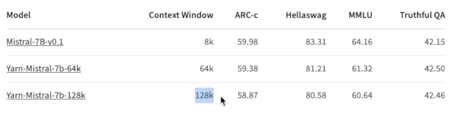 Model Context Window ARC-c Hellaswag MMLU Truthful QA
Mistral-7B-v0.1 8k 59.98 83.31 64.16 42.15
Yarn-Mistral-7b-64k 64k 59.38 81.21 61.32 42.50
Yarn-Mistral-7b-128k 128k 58.87 80.58 60.64 42.46